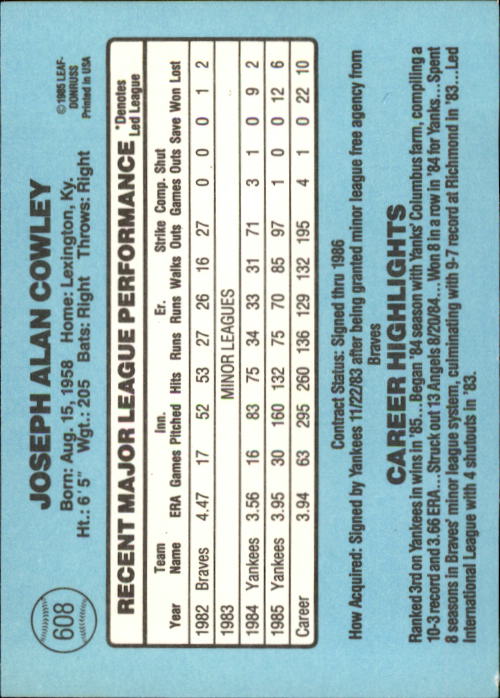 608
JOSEPH ALAN COWLEY
©1985 LEAF-
DONRUSS
Printed in USA
Born: Aug. 15, 1958 Home: Lexington, Ky.
Ht.: 6'5" Wgt.: 205 Bats: Right Throws: Right
RECENT MAJOR LEAGUE PERFORMANCE
*Denotes
Led League
Team Inn. Er. Strike Comp. Shut
Year Name ERA Games Pitched Hits Runs Runs Walks Outs Games Outs Save Won Lost
1982 Braves 4.47 17 52 53 27 26 16 27 0 0 0 1 2
1983 MINOR LEAGUES
1984 Yankees 3.56 16 83 75 34 33 31 71 3 1 0 9 2
1985 Yankees 3.95 30 160 132 75 70 85 97 1 0 0 12 6
Career 3.94 63 295 260 136 129 132 195 4 1 0 22 10
Contract Status: Signed thru 1986
How Acquired: Signed by Yankees 11/22/83 after being granted minor league free agency from
Braves
CAREER HIGHLIGHTS
Ranked 3rd on Yankees in wins in '85....Began '84 season with Yanks' Columbus farm, compiling a
10-3 record and 3.66 ERA....Struck out 13 Angels 8/20/84....Won 8 in a row in '84 for Yanks....Spent
8 seasons in Braves' minor league system, culminating with 9-7 record at Richmond in '83....Led
International League with 4 shutouts in '83.